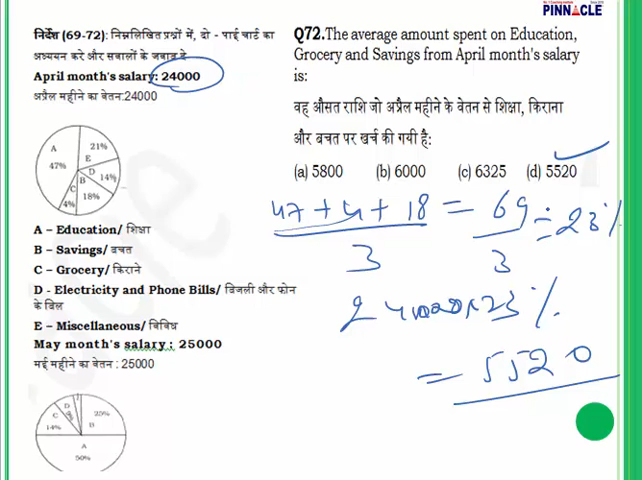 PINNACLE
निर्देश (69-72): निम्नलिखित प्रश्नों में, दो - पाई चार्ट का
अध्ययन करे और सवालों के जवाब दे
April month's salary: 24000
अप्रैल महीने का वेतन:24000
A
47%
21%
E
D
14%
B
18%
C
4%
A – Education/ शिक्षा
B – Savings/ बचत
C – Grocery/ किराने
D - Electricity and Phone Bills/ बिजली और फोन
के बिल
E – Miscellaneous/ विविध
May month's salary : 25000
मई महीने का वेतन : 25000
D
C
14%
B
A
50%
Q72.The average amount spent on Education,
Grocery and Savings from April month's salary
is:
वह औसत राशि जो अप्रैल महीने के वेतन से शिक्षा, किराना
और बचत पर खर्च की गयी है:
(a) 5800 (b) 6000 (c) 6325 (d) 5520
47 + 4 + 18 = 69 = 23%
3 3
24000 x 23%
= 5520